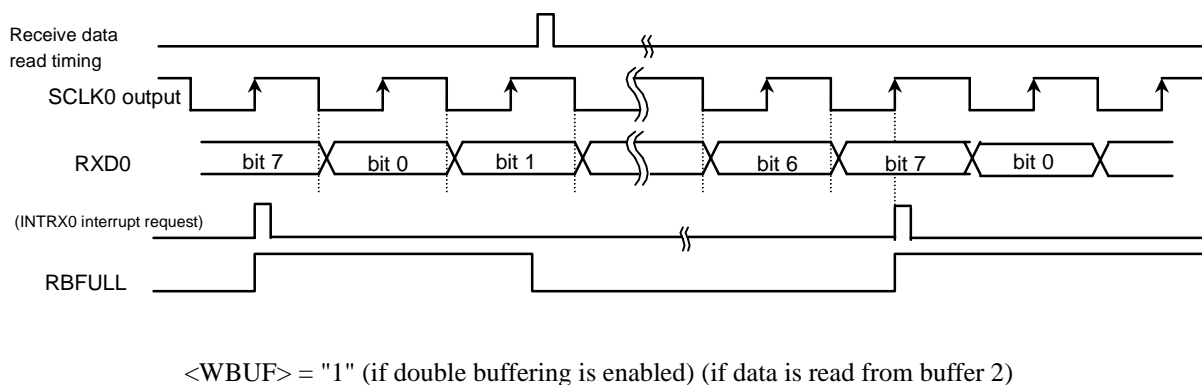 Receive data
read timing
SCLK0 output
RXD0
bit 7
bit 0
bit 1
bit 6
bit 7
bit 0
(INTRX0 interrupt request)
RBFULL
<WBUF> = "1" (if double buffering is enabled) (if data is read from buffer 2)